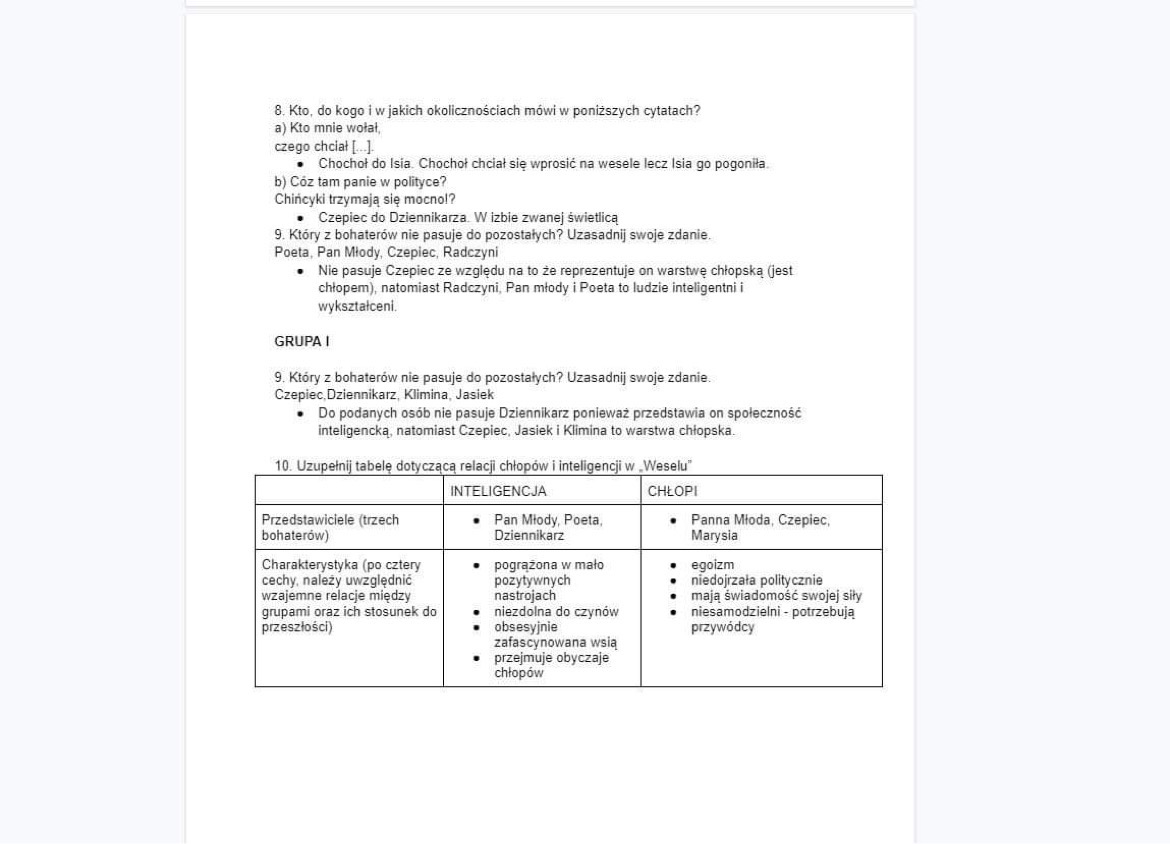 8. Kto, do kogo i w jakich okolicznościach mówi w poniższych cytatach?
a) Kto mnie wołał,
czego chciał [...].
• Chochoł do Isia. Chochoł chciał się wprosić na wesele lecz Isia go pogoniła.
b) Cóz tam panie w polityce?
Chińcyki trzymają się mocno!?
• Czepiec do Dziennikarza. W izbie zwanej świetlicą
9. Który z bohaterów nie pasuje do pozostałych? Uzasadnij swoje zdanie.
Poeta, Pan Młody, Czepiec, Radczyni
• Nie pasuje Czepiec ze względu na to że reprezentuje on warstwę chłopską (jest
chłopem), natomiast Radczyni, Pan młody i Poeta to ludzie inteligentni i
wykształceni.
GRUPA I
9. Który z bohaterów nie pasuje do pozostałych? Uzasadnij swoje zdanie.
Czepiec,Dziennikarz, Klimina, Jasiek
• Do podanych osób nie pasuje Dziennikarz ponieważ przedstawia on społeczność
inteligencką, natomiast Czepiec, Jasiek i Klimina to warstwa chłopska.
10. Uzupełnij tabelę dotyczącą relacji chłopów i inteligencji w „Weselu”
INTELIGENCJA
CHŁOPI
Przedstawiciele (trzech
bohaterów)
• Pan Młody, Poeta,
Dziennikarz
• Panna Młoda, Czepiec,
Marysia
Charakterystyka (po cztery
cechy, należy uwzględnić
wzajemne relacje między
grupami oraz ich stosunek do
przeszłości)
• pogrążona w mało
pozytywnych
nastrojach
• niezdolna do czynów
• obsesyjnie
zafascynowana wsią
• przejmuje obyczaje
chłopów
• egoizm
• niedojrzała politycznie
• mają świadomość swojej siły
• niesamodzielni - potrzebują
przywódcy